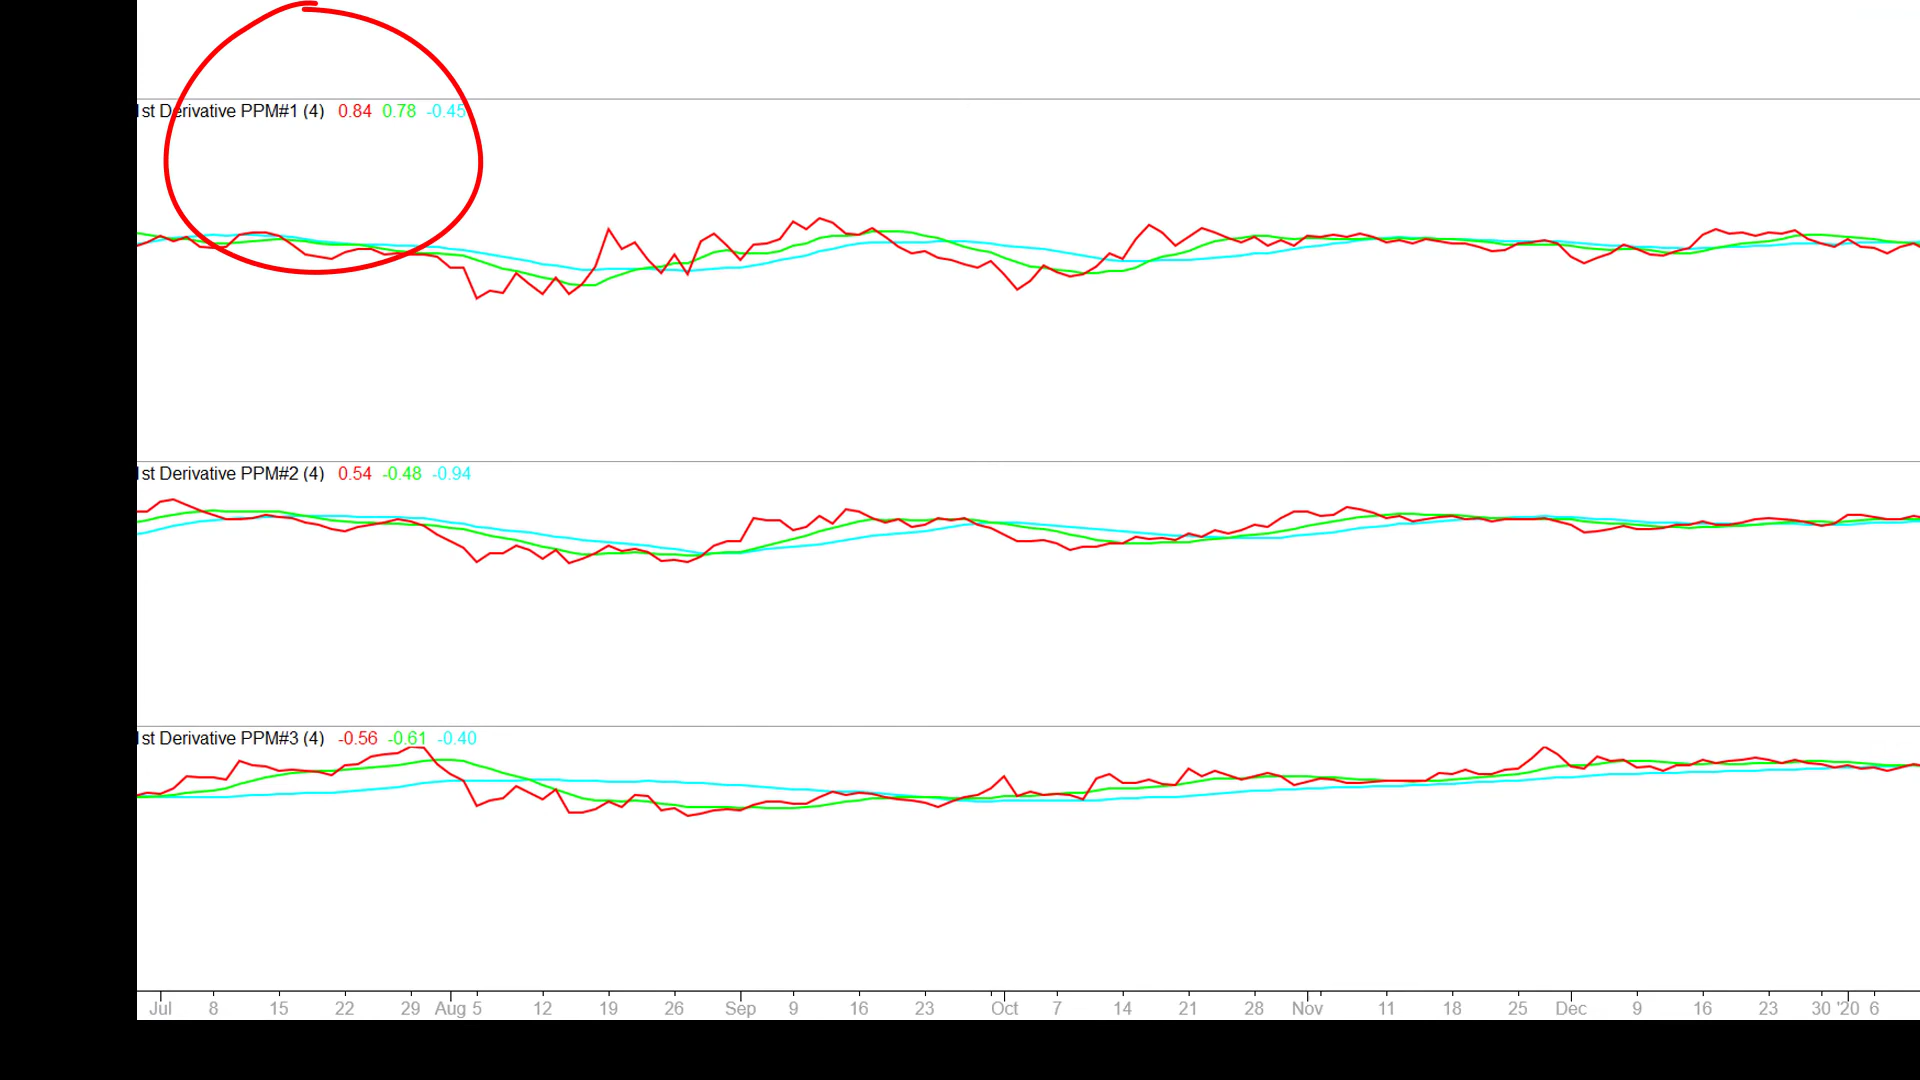 1st Derivative PPM#1 (4) 0.84 0.78 -0.45
1st Derivative PPM#2 (4) 0.54 -0.48 -0.94
1st Derivative PPM#3 (4) -0.56 -0.61 -0.40
Jul 8 15 22 29 Aug 5 12 19 26 Sep 9 16 23 Oct 7 14 21 28 Nov 11 18 25 Dec 9 16 23 30 '20 6